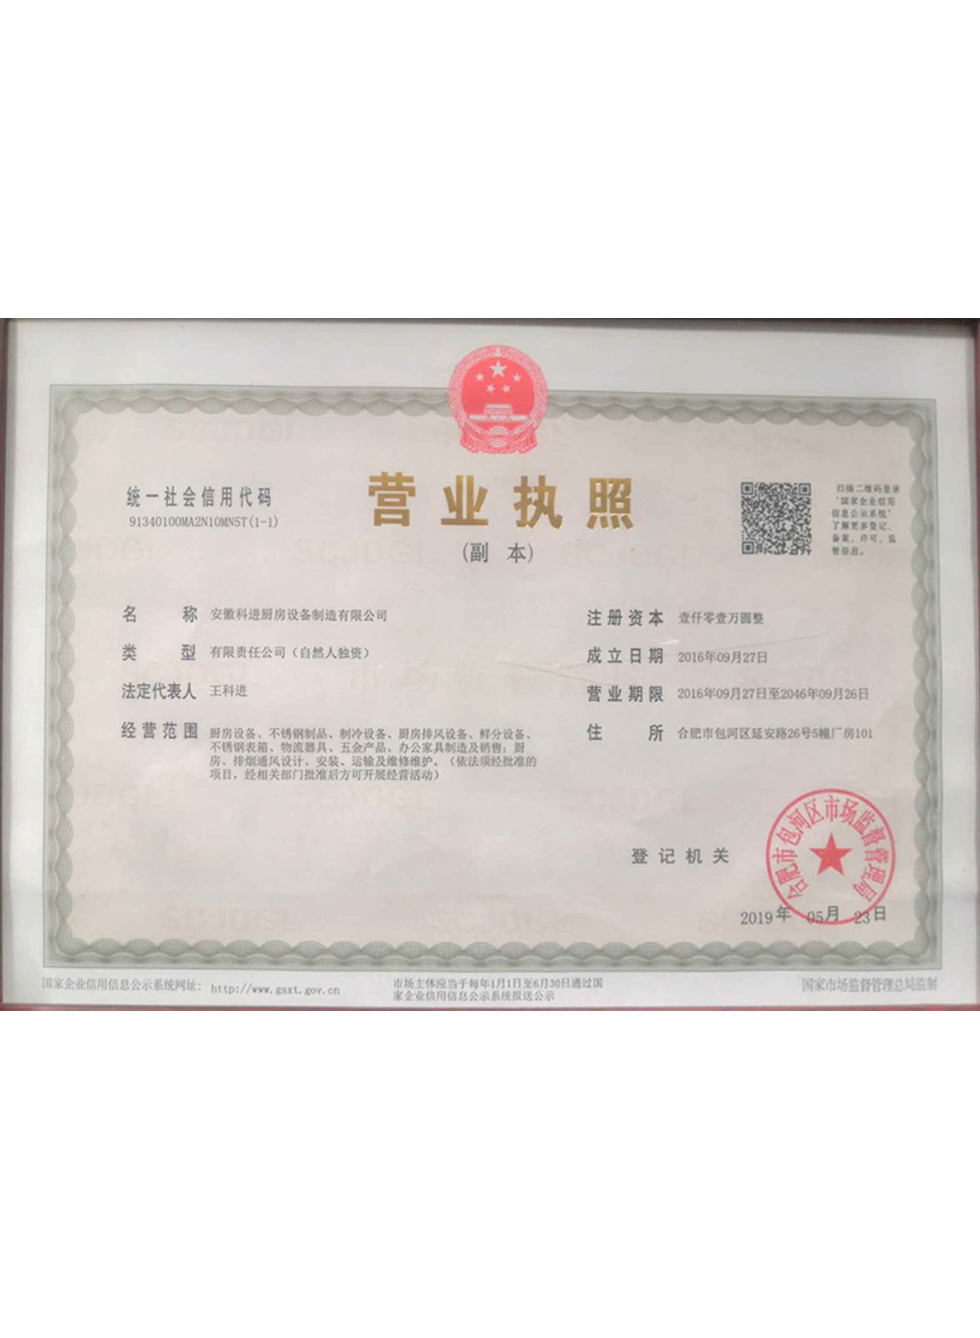 营业执照
(副 本)
统一社会信用代码
91340100MA2N10MN5T(1-1)
扫描二维码登录
"国家企业信用
信息公示系统"
了解更多登记、
备案、许可、监
管信息。
名 称 安徽科进厨房设备制造有限公司
类 型 有限责任公司（自然人独资）
法定代表人 王科进
经营范围 厨房设备、不锈钢制品、制冷设备、厨房排风设备、鲜分设备、
不锈钢表箱、物流器具、五金产品、办公家具制造及销售；厨
房、排烟通风设计、安装、运输及维修维护。（依法须经批准的
项目，经相关部门批准后方可开展经营活动）
注册资本 壹仟零壹万圆整
成立日期 2016年09月27日
营业期限 2016年09月27日至2046年09月26日
住 所 合肥市包河区延安路26号5幢厂房101
登记机关
合肥市包河区市场监督管理局
2019年 05月 23日
国家企业信用信息公示系统网址: http://www.gsxt.gov.cn
市场主体应当于每年1月1日至6月30日通过国
家企业信用信息公示系统报送公示
国家市场监督管理总局监制